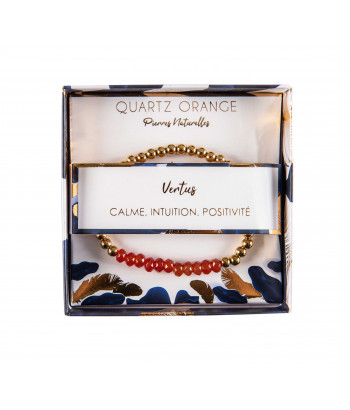 QUARTZ ORANGE
Pierres Naturelles
Vertus
CALME, INTUITION, POSITIVITÉ